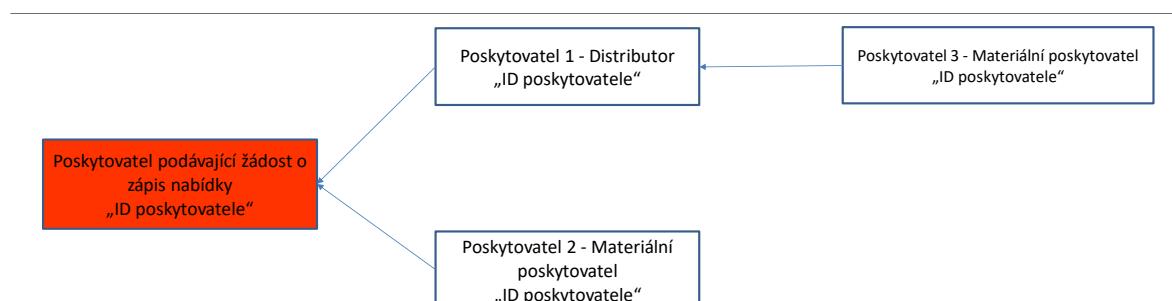 Poskytovatel 1 - Distributor
„ID poskytovatele“
Poskytovatel 3 - Materiální poskytovatel
„ID poskytovatele“
Poskytovatel podávající žádost o
zápis nabídky
„ID poskytovatele“
Poskytovatel 2 - Materiální
poskytovatel
„ID poskytovatele“